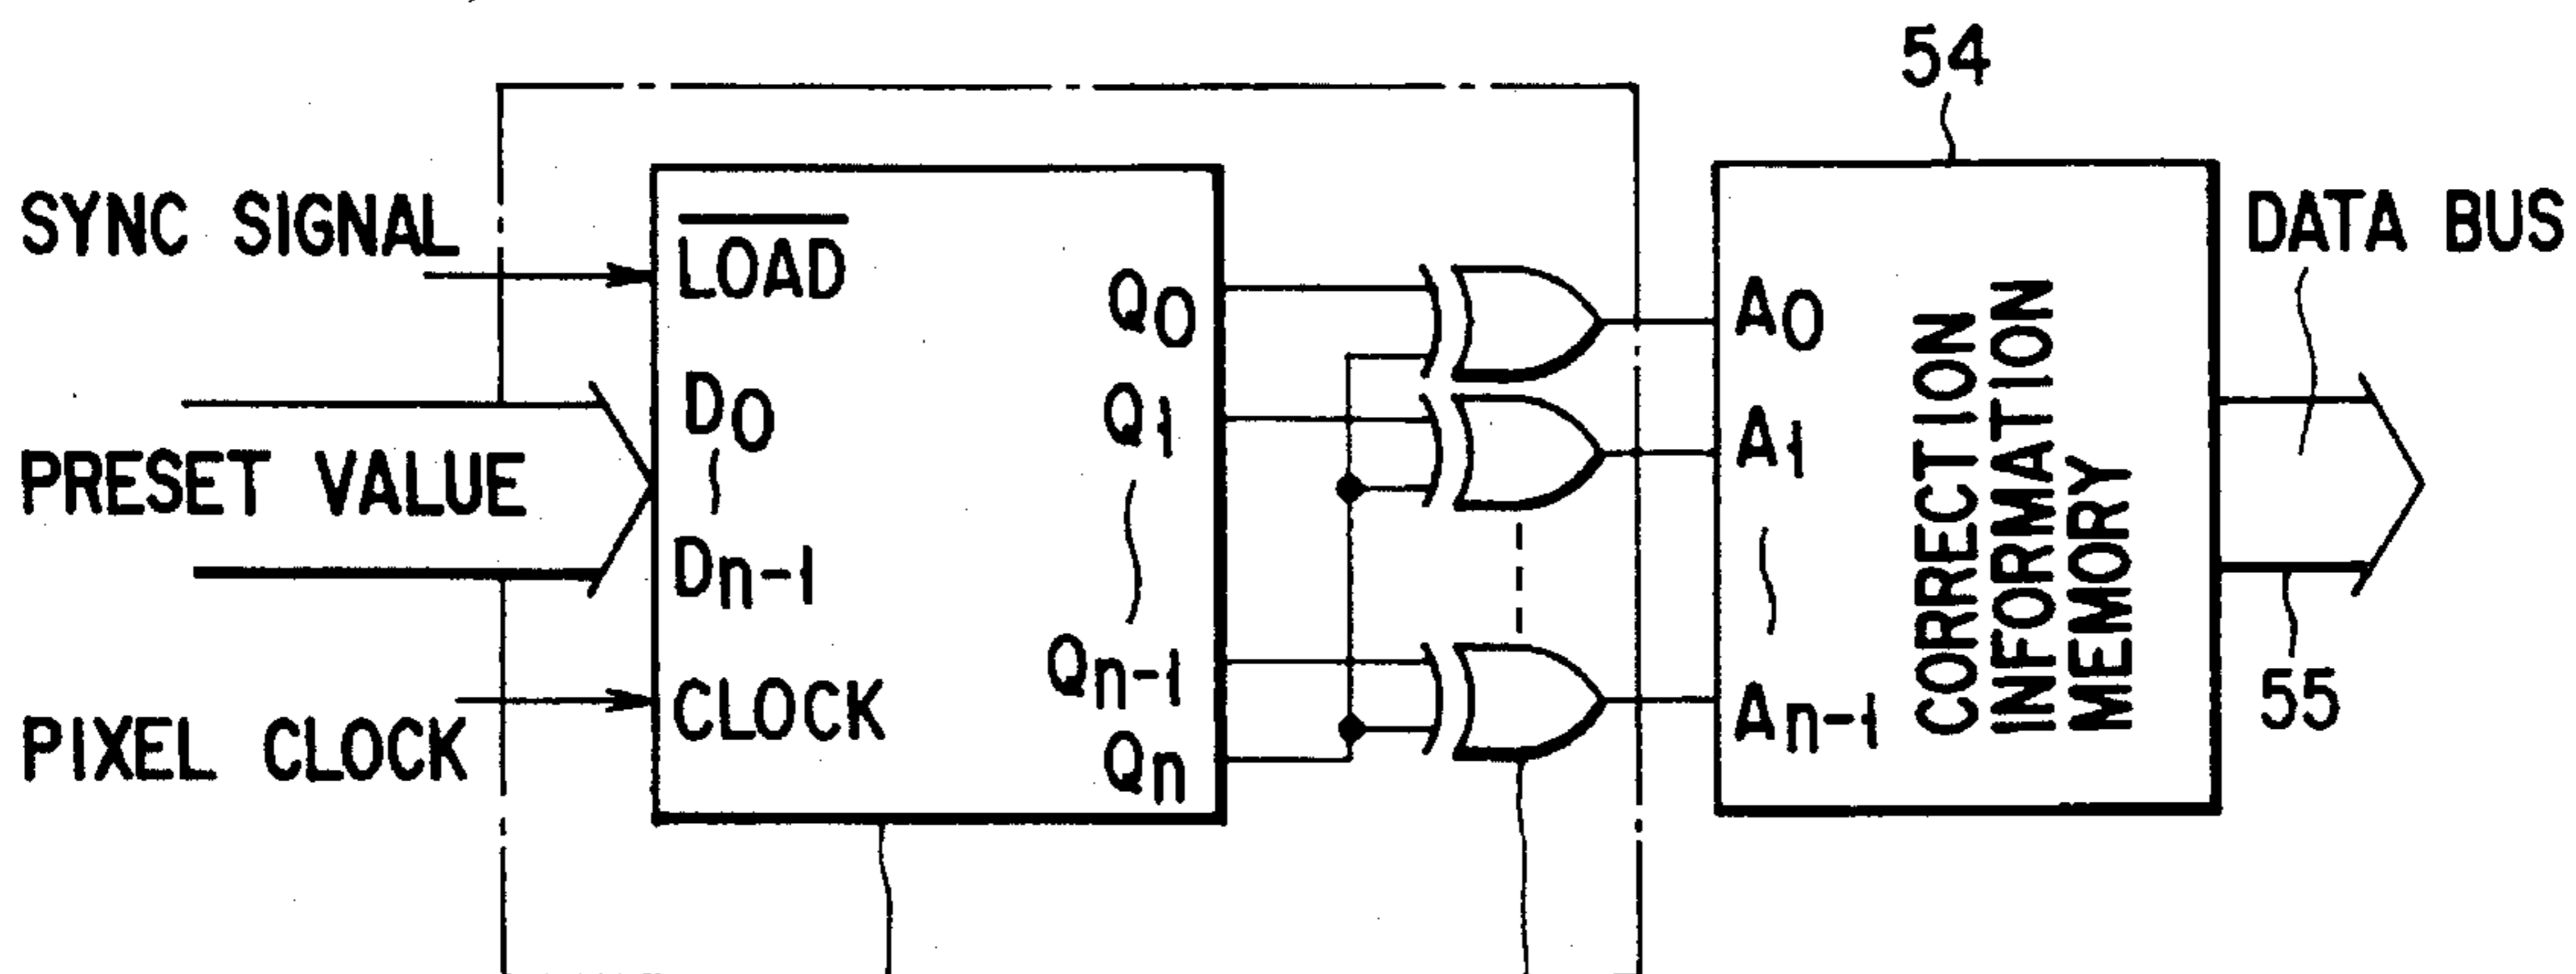 54
SYNC SIGNAL
LOAD
DATA BUS
Q0
A0
D0
Q1
A1
PRESET VALUE
Dn-1
Qn-1
An-1
CORRECTION
INFORMATION
MEMORY
PIXEL CLOCK
CLOCK
Qn
55